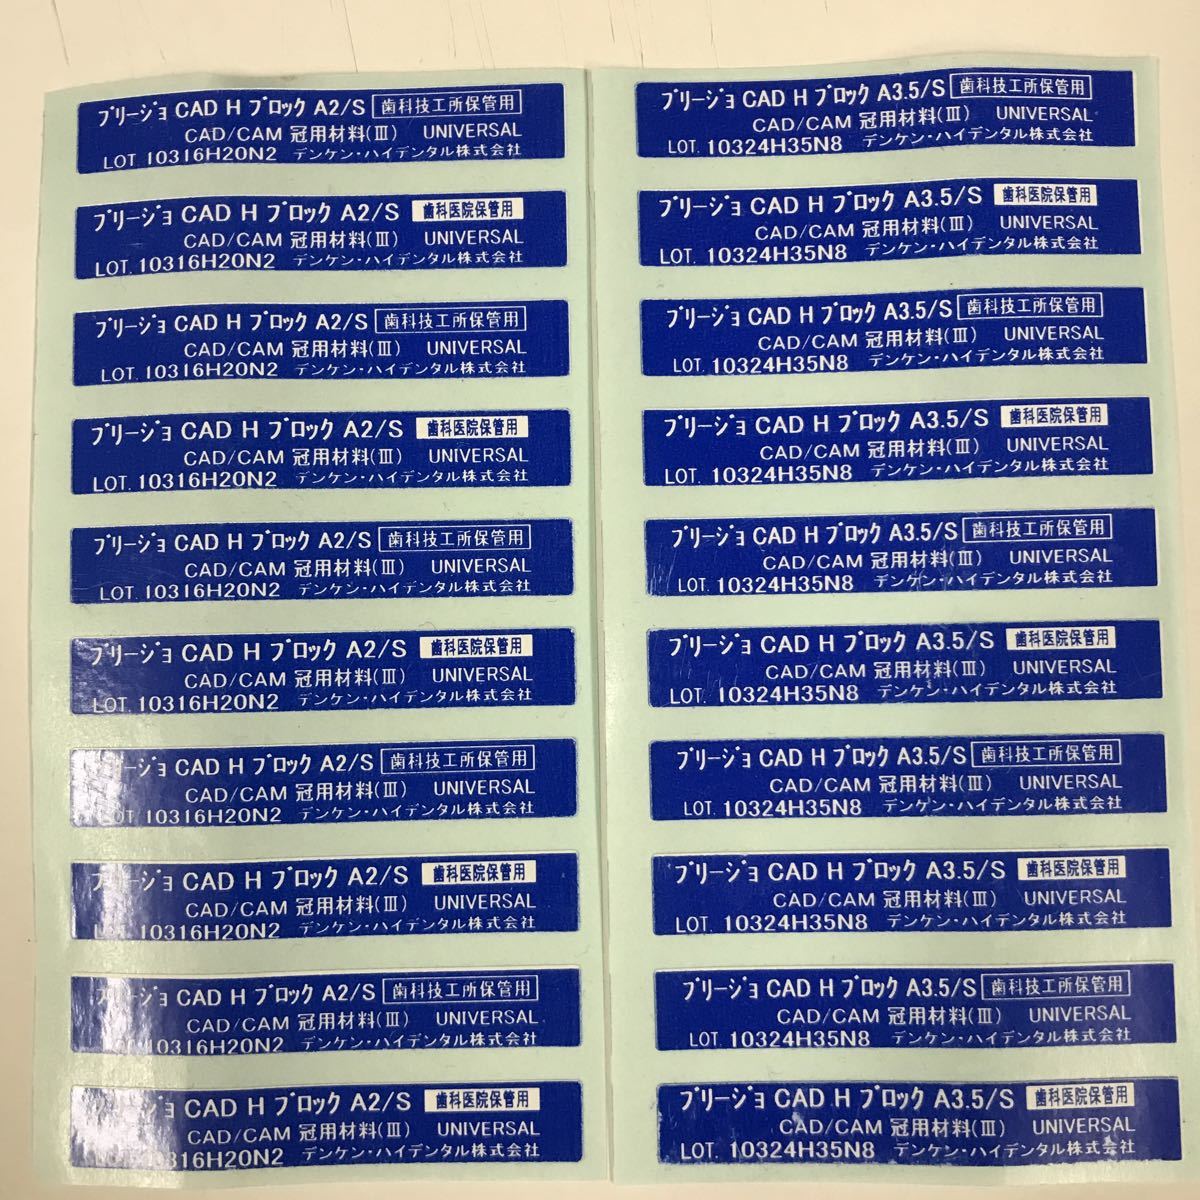 ブリージョ CAD H ブロック A2/S 歯科技工所保管用
CAD/CAM 冠用材料(Ⅲ) UNIVERSAL
LOT. 10316H20N2 デンケン・ハイデンタル株式会社
ブリージョ CAD H ブロック A2/S 歯科医院保管用
CAD/CAM 冠用材料(Ⅲ) UNIVERSAL
LOT. 10316H20N2 デンケン・ハイデンタル株式会社
ブリージョ CAD H ブロック A2/S 歯科技工所保管用
CAD/CAM 冠用材料(Ⅲ) UNIVERSAL
LOT. 10316H20N2 デンケン・ハイデンタル株式会社
ブリージョ CAD H ブロック A2/S 歯科医院保管用
CAD/CAM 冠用材料(Ⅲ) UNIVERSAL
LOT. 10316H20N2 デンケン・ハイデンタル株式会社
ブリージョ CAD H ブロック A2/S 歯科技工所保管用
CAD/CAM 冠用材料(Ⅲ) UNIVERSAL
LOT. 10316H20N2 デンケン・ハイデンタル株式会社
ブリージョ CAD H ブロック A2/S 歯科医院保管用
CAD/CAM 冠用材料(Ⅲ) UNIVERSAL
LOT. 10316H20N2 デンケン・ハイデンタル株式会社
ブリージョ CAD H ブロック A2/S 歯科技工所保管用
CAD/CAM 冠用材料(Ⅲ) UNIVERSAL
LOT. 10316H20N2 デンケン・ハイデンタル株式会社
ブリージョ CAD H ブロック A2/S 歯科医院保管用
CAD/CAM 冠用材料(Ⅲ) UNIVERSAL
LOT. 10316H20N2 デンケン・ハイデンタル株式会社
ブリージョ CAD H ブロック A2/S 歯科技工所保管用
CAD/CAM 冠用材料(Ⅲ) UNIVERSAL
LOT. 10316H20N2 デンケン・ハイデンタル株式会社
ブリージョ CAD H ブロック A2/S 歯科医院保管用
CAD/CAM 冠用材料(Ⅲ) UNIVERSAL
LOT. 10316H20N2 デンケン・ハイデンタル株式会社
ブリージョ CAD H ブロック A3.5/S 歯科技工所保管用
CAD/CAM 冠用材料(Ⅲ) UNIVERSAL
LOT. 10324H35N8 デンケン・ハイデンタル株式会社
ブリージョ CAD H ブロック A3.5/S 歯科医院保管用
CAD/CAM 冠用材料(Ⅲ) UNIVERSAL
LOT. 10324H35N8 デンケン・ハイデンタル株式会社
ブリージョ CAD H ブロック A3.5/S 歯科技工所保管用
CAD/CAM 冠用材料(Ⅲ) UNIVERSAL
LOT. 10324H35N8 デンケン・ハイデンタル株式会社
ブリージョ CAD H ブロック A3.5/S 歯科医院保管用
CAD/CAM 冠用材料(Ⅲ) UNIVERSAL
LOT. 10324H35N8 デンケン・ハイデンタル株式会社
ブリージョ CAD H ブロック A3.5/S 歯科技工所保管用
CAD/CAM 冠用材料(Ⅲ) UNIVERSAL
LOT. 10324H35N8 デンケン・ハイデンタル株式会社
ブリージョ CAD H ブロック A3.5/S 歯科医院保管用
CAD/CAM 冠用材料(Ⅲ) UNIVERSAL
LOT. 10324H35N8 デンケン・ハイデンタル株式会社
ブリージョ CAD H ブロック A3.5/S 歯科技工所保管用
CAD/CAM 冠用材料(Ⅲ) UNIVERSAL
LOT. 10324H35N8 デンケン・ハイデンタル株式会社
ブリージョ CAD H ブロック A3.5/S 歯科医院保管用
CAD/CAM 冠用材料(Ⅲ) UNIVERSAL
LOT. 10324H35N8 デンケン・ハイデンタル株式会社
ブリージョ CAD H ブロック A3.5/S 歯科技工所保管用
CAD/CAM 冠用材料(Ⅲ) UNIVERSAL
LOT. 10324H35N8 デンケン・ハイデンタル株式会社
ブリージョ CAD H ブロック A3.5/S 歯科医院保管用
CAD/CAM 冠用材料(Ⅲ) UNIVERSAL
LOT. 10324H35N8 デンケン・ハイデンタル株式会社